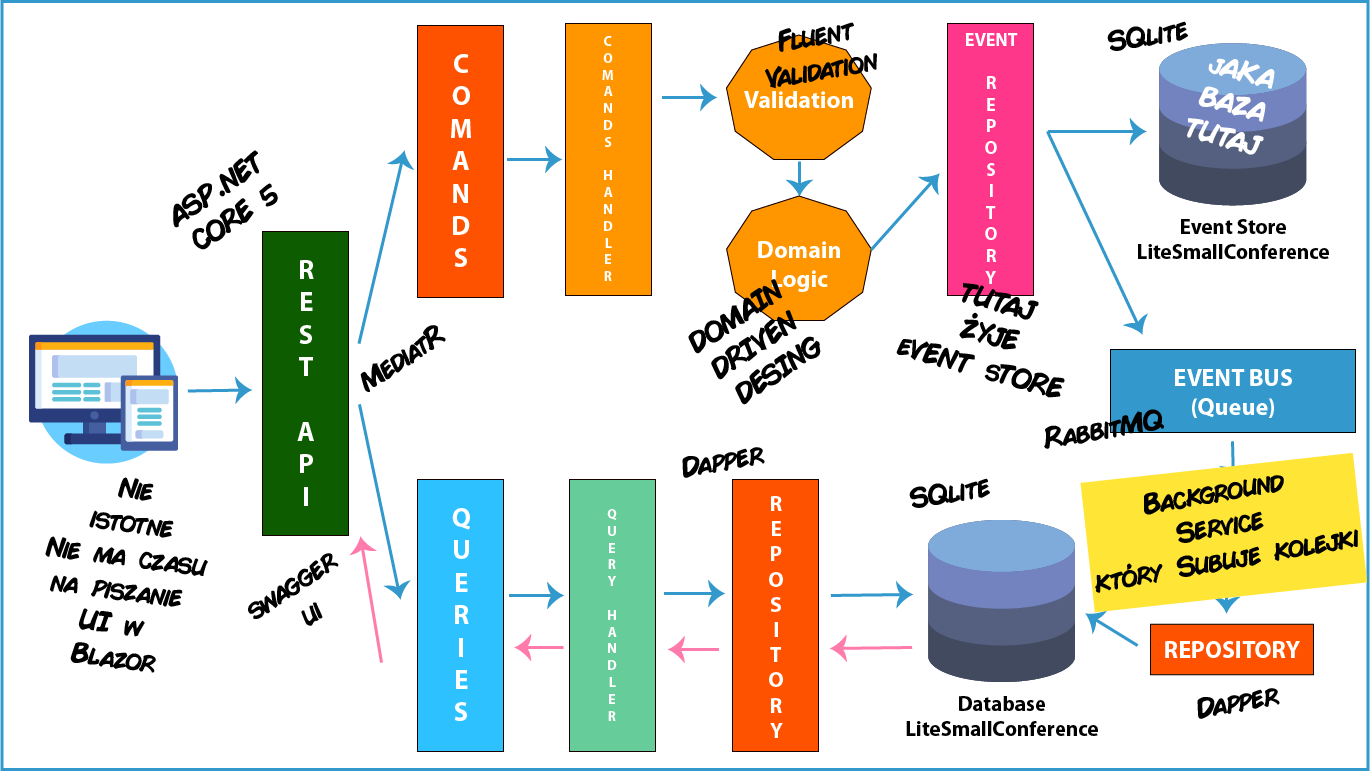 ASP.NET
CORE 5
REST API
MEDIATR
NIE
ISTOTNE
NIE MA CZASU
NA PISZANIE
UI W
BLAZOR
SWAGGER
UI
COMANDS
COMANDS HANDLER
FLUENT
VALIDATION
Validation
Domain
Logic
DOMAIN
DRIVEN
DESING
EVENT
REPOSITORY
TUTAJ
ŻYJE
EVENT STORE
SQLITE
JAKA
BAZA
TUTAJ
Event Store
LiteSmallConference
EVENT BUS
(Queue)
RABBITMQ
BACKGROUND
SERVICE
KTÓRY SUBUJE KOLEJKI
REPOSITORY
DAPPER
QUERIES
QUERY HANDLER
DAPPER
REPOSITORY
SQLITE
Database
LiteSmallConference